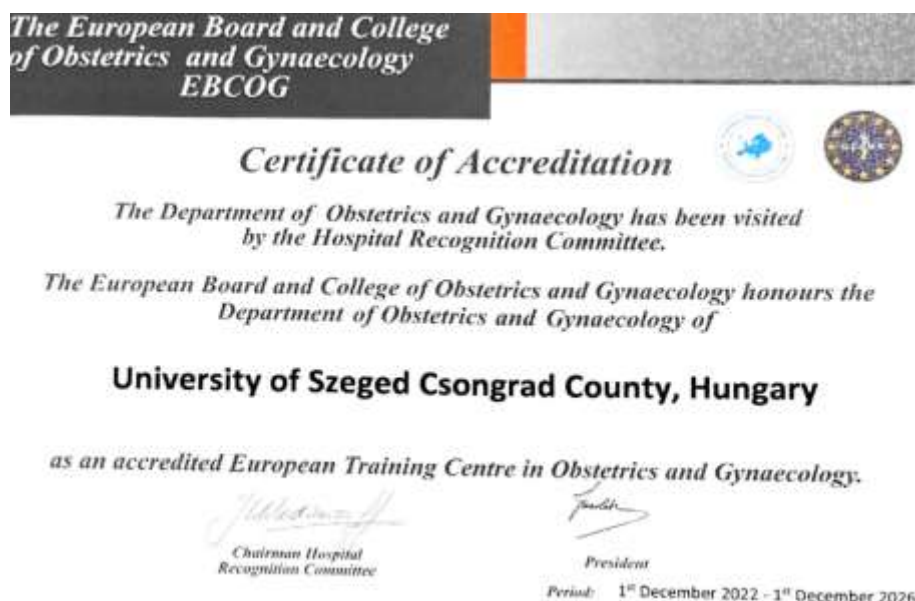 The European Board and College
of Obstetrics and Gynaecology
EBCOG
Certificate of Accreditation
The Department of Obstetrics and Gynaecology has been visited
by the Hospital Recognition Committee.
The European Board and College of Obstetrics and Gynaecology honours the
Department of Obstetrics and Gynaecology of
University of Szeged Csongrad County, Hungary
as an accredited European Training Centre in Obstetrics and Gynaecology.
Chairman Hospital
Recognition Committee
President
Period: 1st December 2022 - 1st December 2026